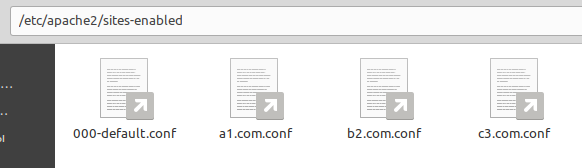 /etc/apache2/sites-enabled
000-default.conf a1.com.conf b2.com.conf c3.com.conf